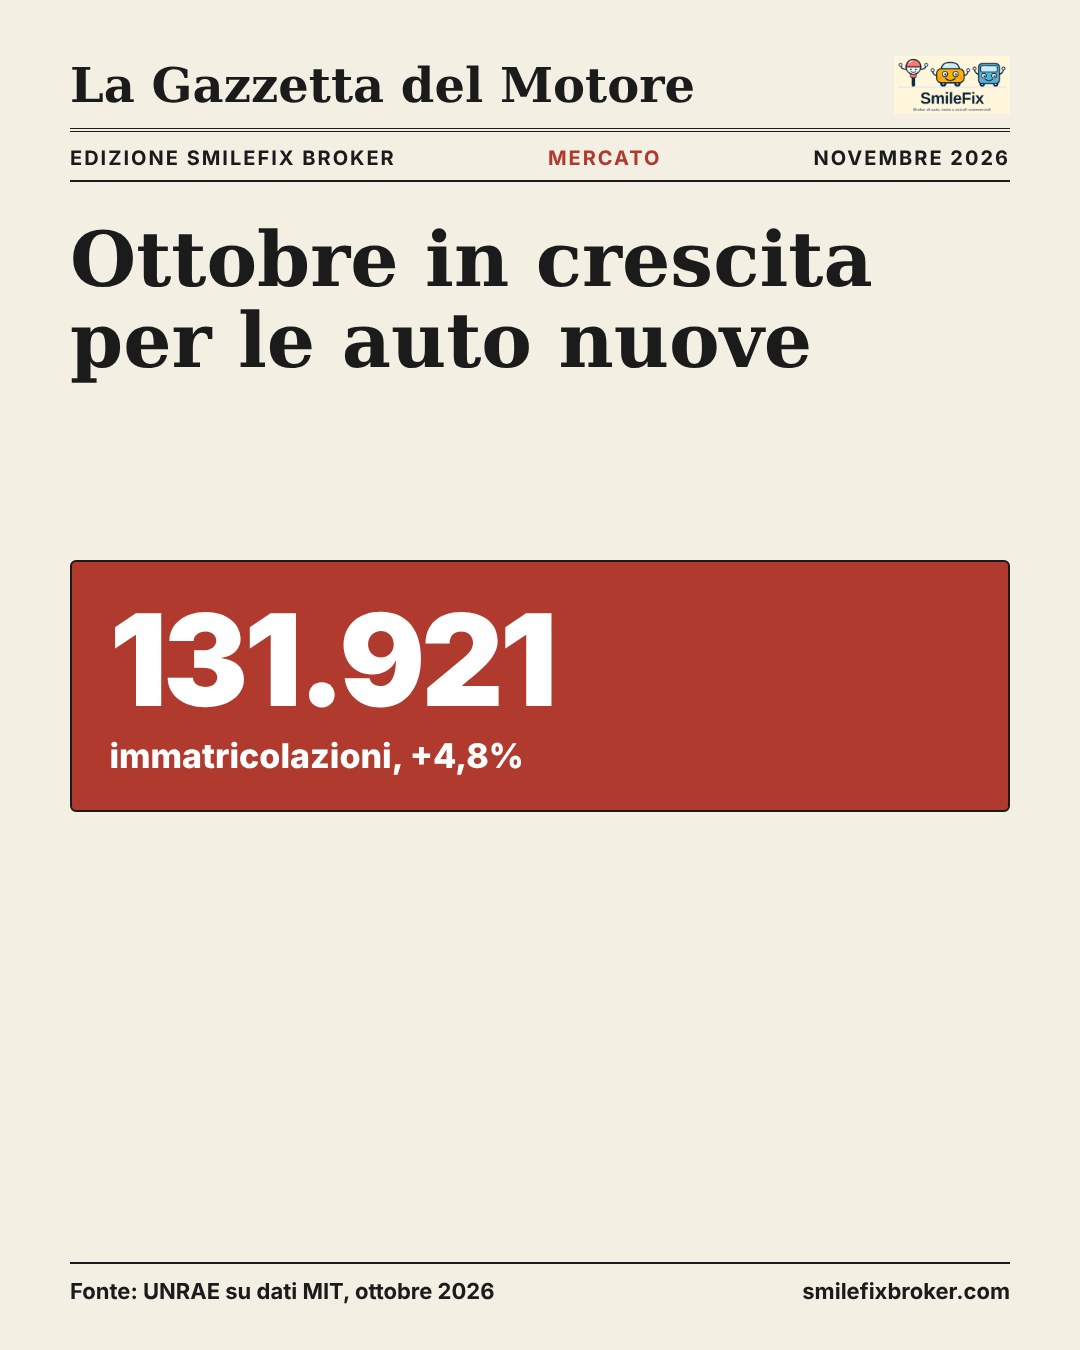 La Gazzetta del Motore
SmileFix
EDIZIONE SMILEFIX BROKER
MERCATO
NOVEMBRE 2026
Ottobre in crescita
per le auto nuove
131.921
immatricolazioni, +4,8%
Fonte: UNRAE su dati MIT, ottobre 2026
smilefixbroker.com